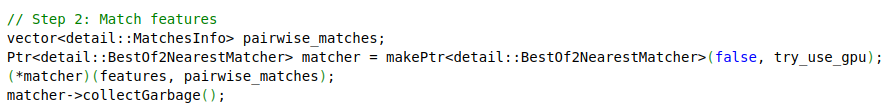 // Step 2: Match features
vector<detail::MatchesInfo> pairwise_matches;
Ptr<detail::BestOf2NearestMatcher> matcher = makePtr<detail::BestOf2NearestMatcher>(false, try_use_gpu);
(*matcher)(features, pairwise_matches);
matcher->collectGarbage();